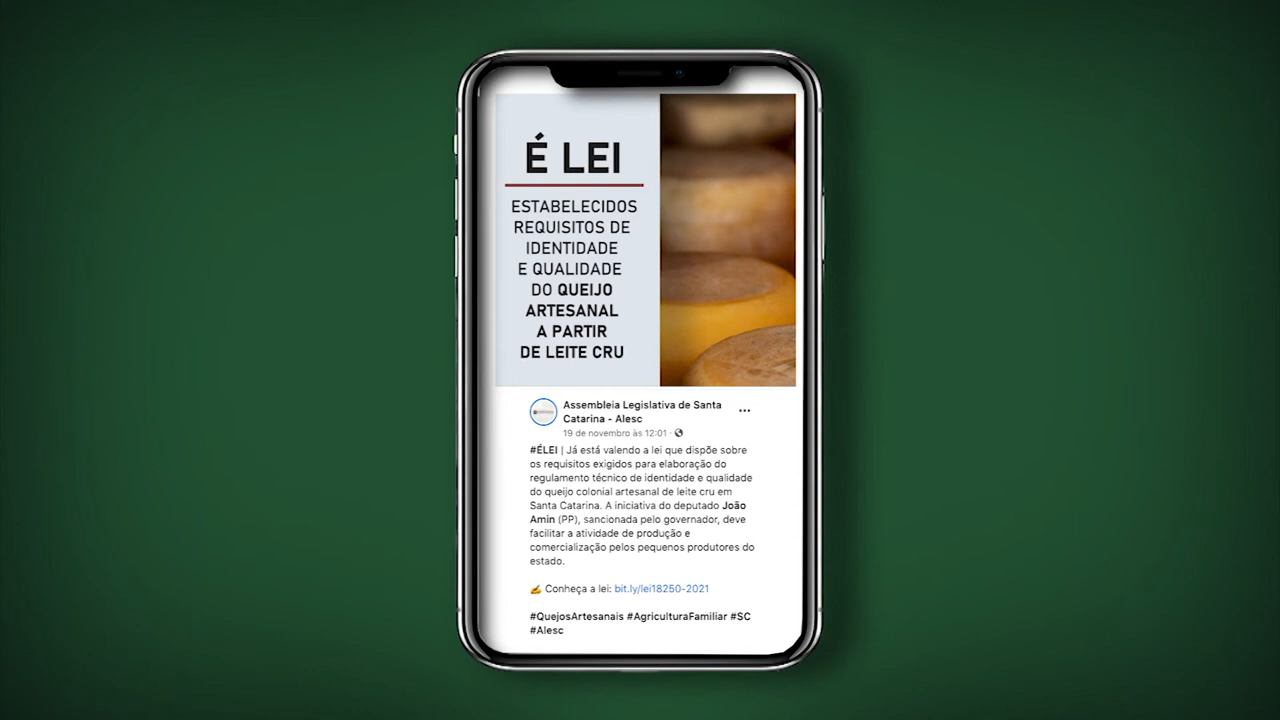 É LEI
ESTABELECIDOS
REQUISITOS DE
IDENTIDADE
E QUALIDADE
DO QUEIJO
ARTESANAL
A PARTIR
DE LEITE CRU
Assembleia Legislativa de Santa
Catarina - Alesc
19 de novembro às 12:01 ·
#ÉLEI | Já está valendo a lei que dispõe sobre
os requisitos exigidos para elaboração do
regulamento técnico de identidade e qualidade
do queijo colonial artesanal de leite cru em
Santa Catarina. A iniciativa do deputado João
Amin (PP), sancionada pelo governador, deve
facilitar a atividade de produção e
comercialização pelos pequenos produtores do
estado.
✍ Conheça a lei: bit.ly/lei18250-2021
#QuejosArtesanais #AgriculturaFamiliar #SC
#Alesc